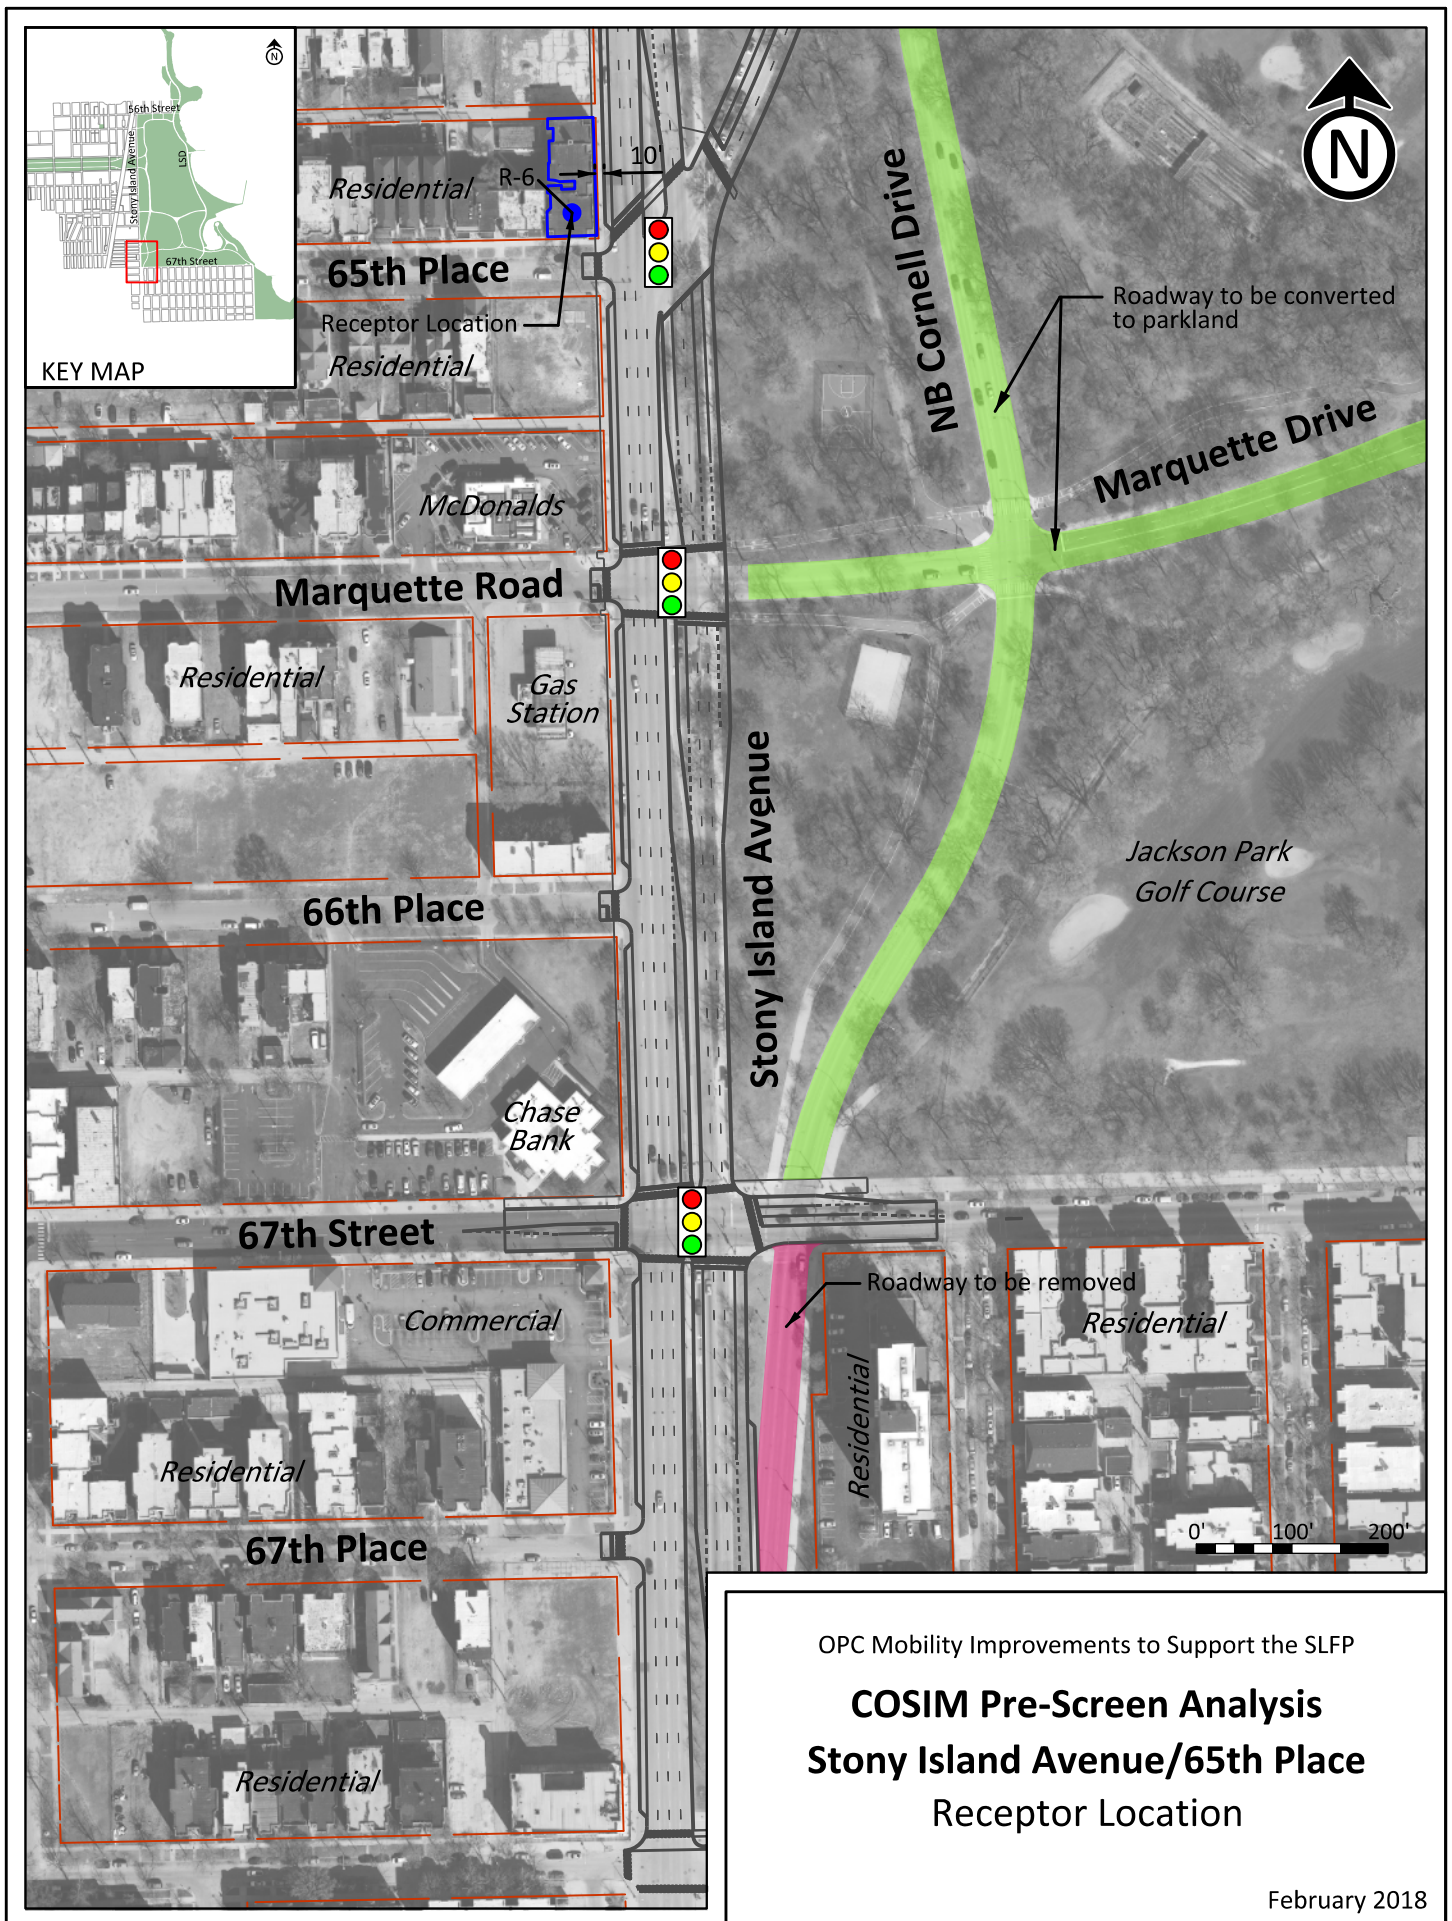 N
56th Street
Stony Island Avenue
LSD
67th Street
KEY MAP
N
10'
R-6
Residential
65th Place
Receptor Location
Residential
NB Cornell Drive
Roadway to be converted
to parkland
Marquette Drive
McDonalds
Marquette Road
Residential
Gas
Station
Stony Island Avenue
Jackson Park
Golf Course
66th Place
Chase
Bank
67th Street
Roadway to be removed
Commercial
Residential
Residential
Residential
67th Place
0' 100' 200'
Residential
OPC Mobility Improvements to Support the SLFP
COSIM Pre-Screen Analysis
Stony Island Avenue/65th Place
Receptor Location
February 2018